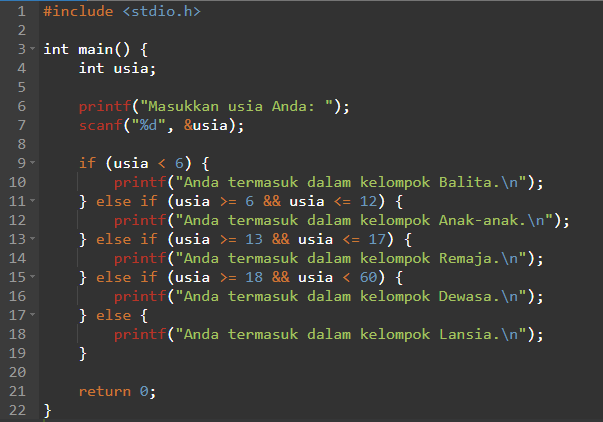 1 #include <stdio.h>
2
3 int main() {
4     int usia;
5
6     printf("Masukkan usia Anda: ");
7     scanf("%d", &usia);
8
9     if (usia < 6) {
10         printf("Anda termasuk dalam kelompok Balita.\n");
11     } else if (usia >= 6 && usia <= 12) {
12         printf("Anda termasuk dalam kelompok Anak-anak.\n");
13     } else if (usia >= 13 && usia <= 17) {
14         printf("Anda termasuk dalam kelompok Remaja.\n");
15     } else if (usia >= 18 && usia < 60) {
16         printf("Anda termasuk dalam kelompok Dewasa.\n");
17     } else {
18         printf("Anda termasuk dalam kelompok Lansia.\n");
19     }
20
21     return 0;
22 }